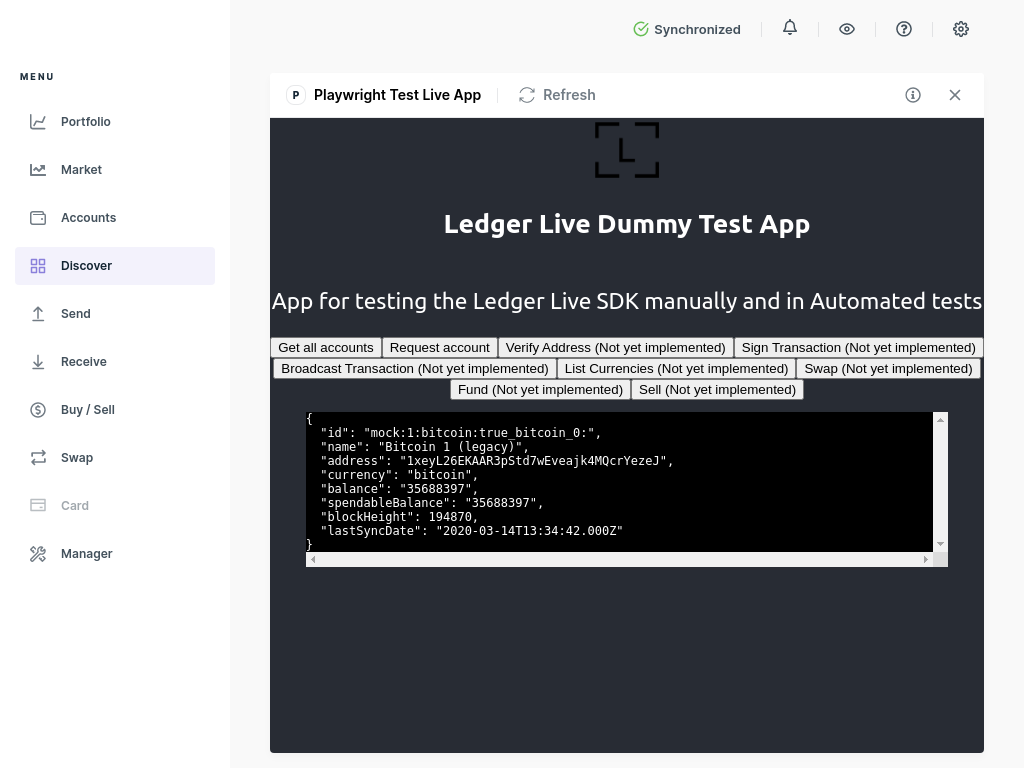 Synchronized
MENU
Portfolio
Market
Accounts
Discover
Send
Receive
Buy / Sell
Swap
Card
Manager
P Playwright Test Live App Refresh
L
Ledger Live Dummy Test App
App for testing the Ledger Live SDK manually and in Automated tests
Get all accounts Request account Verify Address (Not yet implemented) Sign Transaction (Not yet implemented)
Broadcast Transaction (Not yet implemented) List Currencies (Not yet implemented) Swap (Not yet implemented)
Fund (Not yet implemented) Sell (Not yet implemented)
{
  "id": "mock:1:bitcoin:true_bitcoin_0:",
  "name": "Bitcoin 1 (legacy)",
  "address": "1xeyL26EKAAR3pStd7wEveajk4MQcrYezeJ",
  "currency": "bitcoin",
  "balance": "35688397",
  "spendableBalance": "35688397",
  "blockHeight": 194870,
  "lastSyncDate": "2020-03-14T13:34:42.000Z"
}